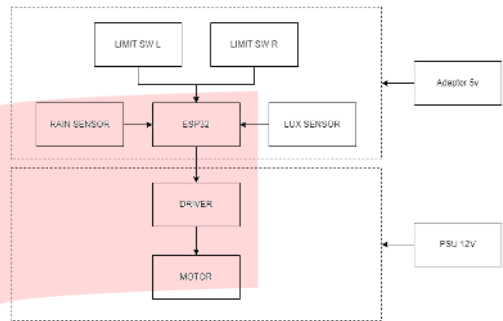 LIMIT SW L
LIMIT SW R
Adaptor 5v
RAIN SENSOR
ESP32
LUX SENSOR
DRIVER
PSU 12V
MOTOR